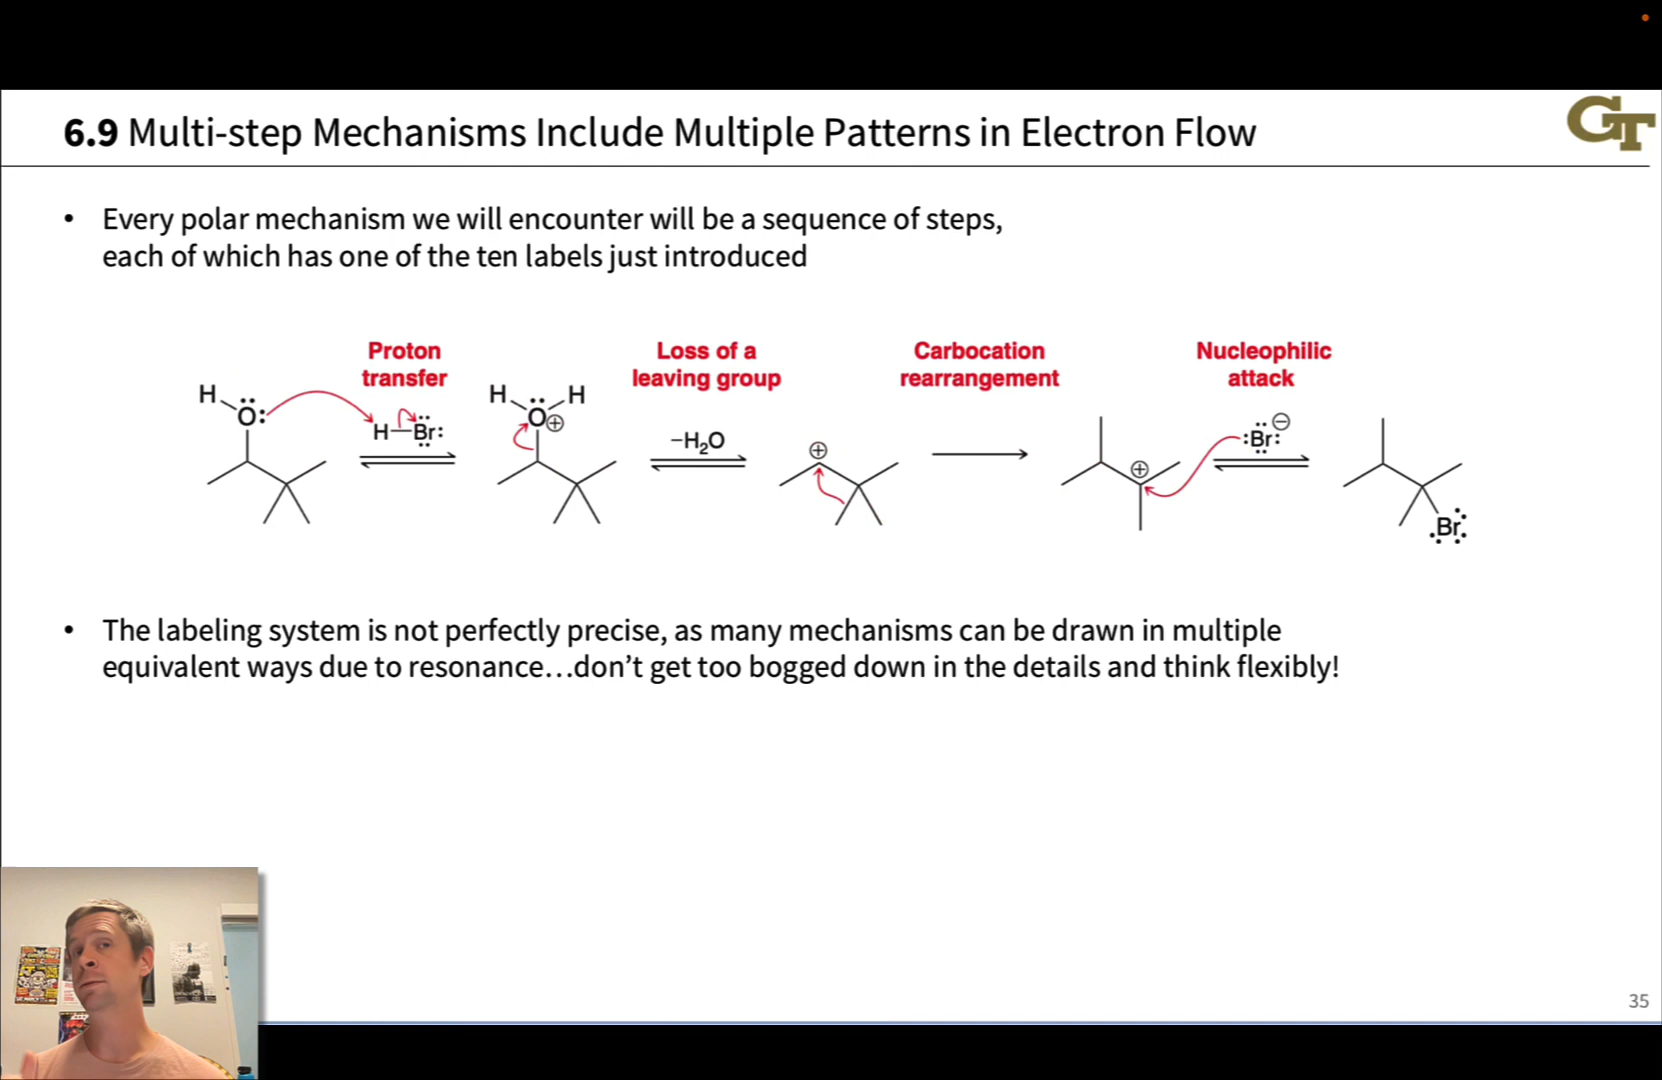 6.9 Multi-step Mechanisms Include Multiple Patterns in Electron Flow
GT
• Every polar mechanism we will encounter will be a sequence of steps,
each of which has one of the ten labels just introduced
Proton
transfer
Loss of a
leaving group
Carbocation
rearrangement
Nucleophilic
attack
H
Ö:
H–Br:
H
H
O⊕
–H₂O
⊕
⊕
:Br:⊖
Br
• The labeling system is not perfectly precise, as many mechanisms can be drawn in multiple
equivalent ways due to resonance…don’t get too bogged down in the details and think flexibly!
35